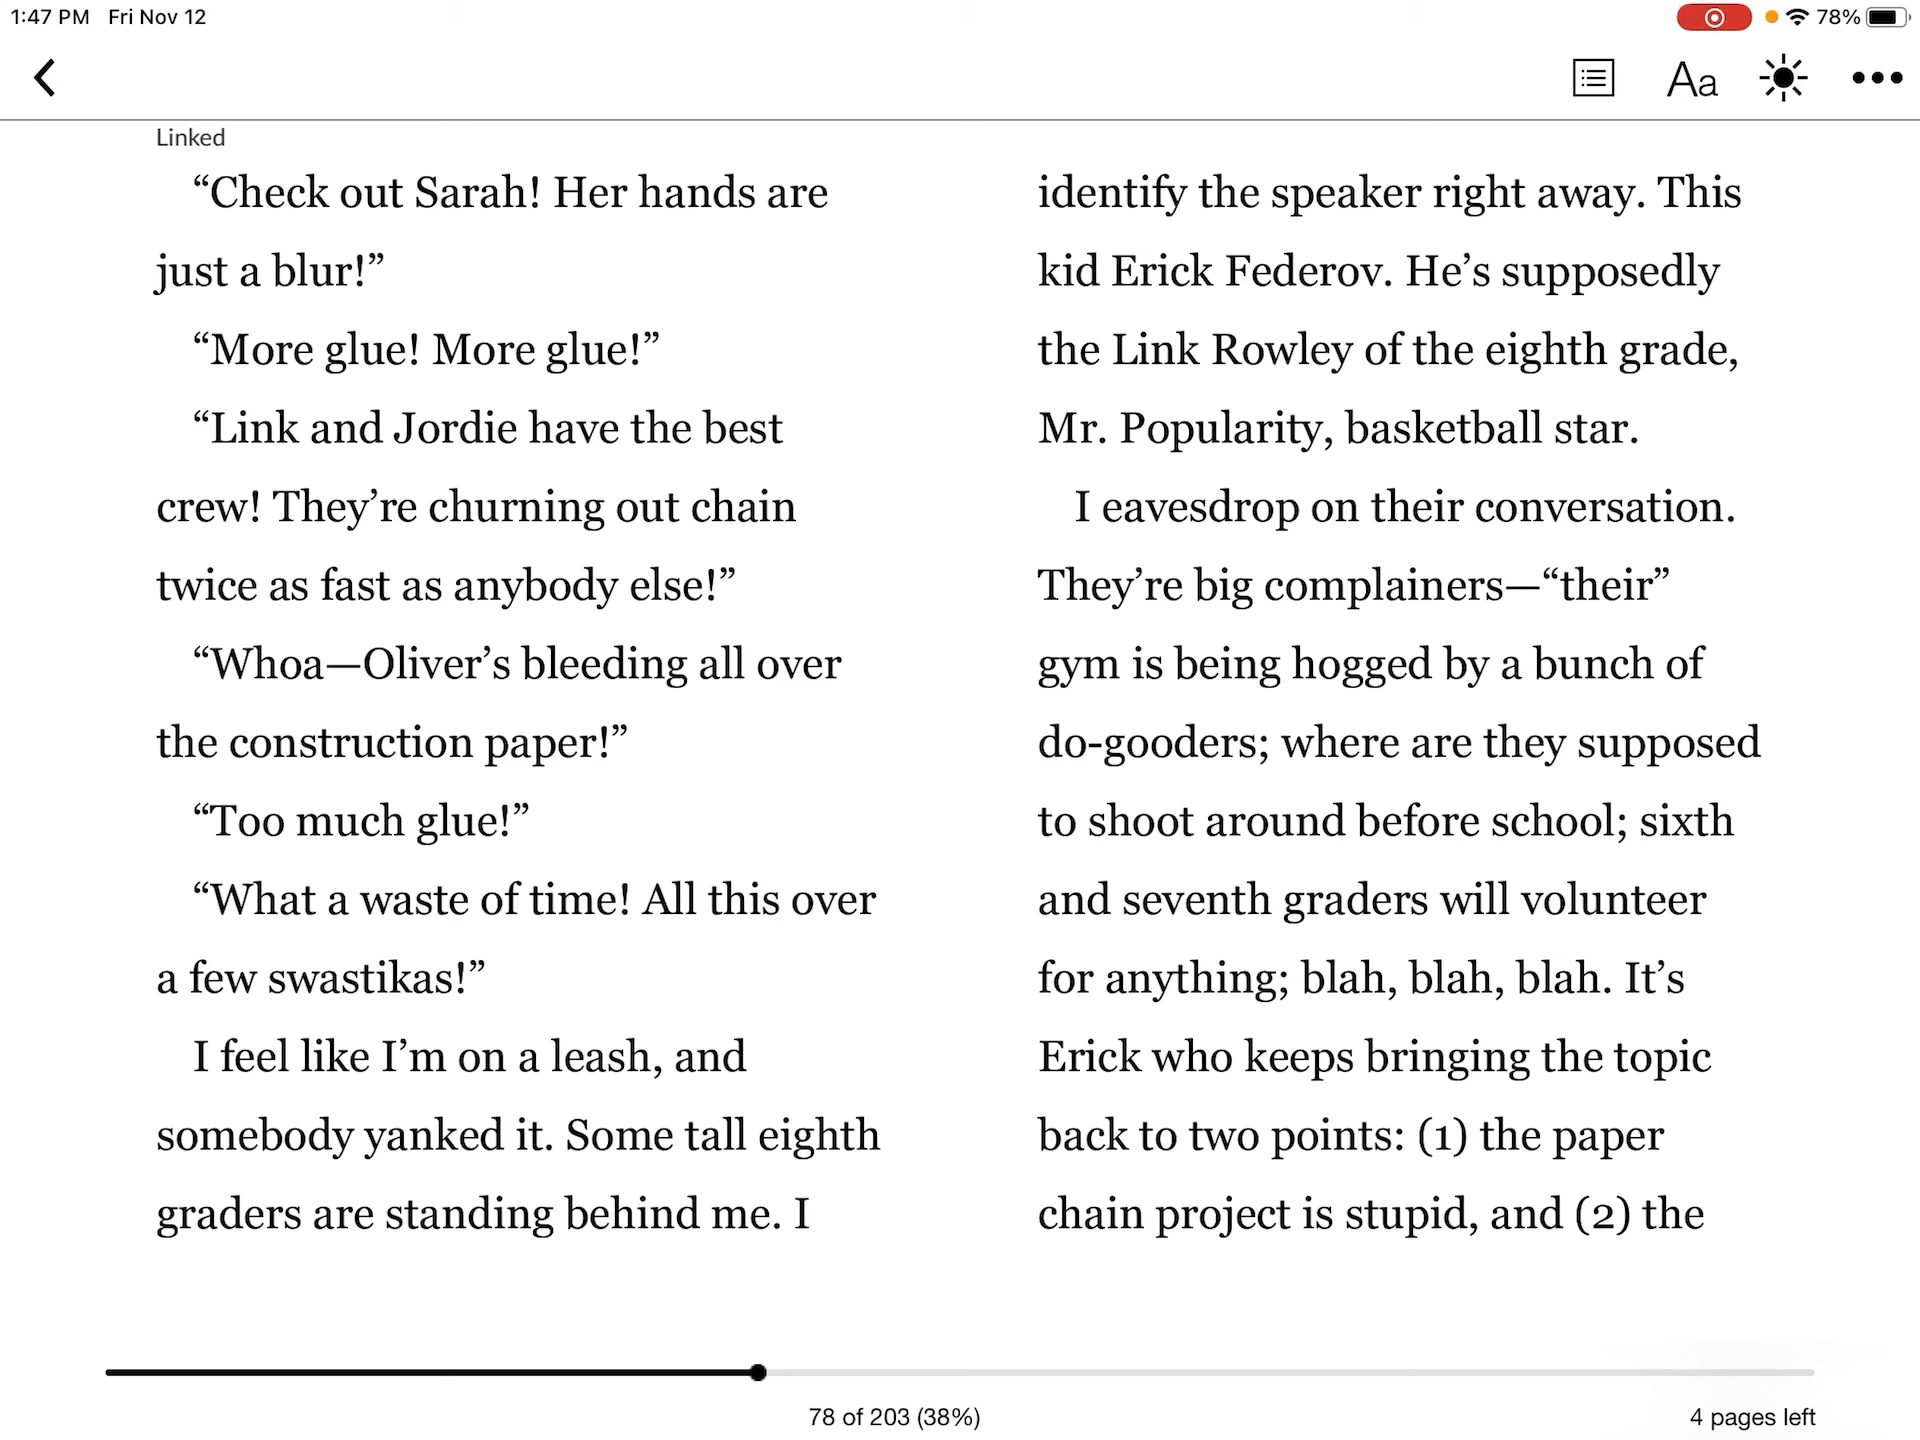 1:47 PM Fri Nov 12
78%
Aa
Linked
“Check out Sarah! Her hands are
just a blur!”
“More glue! More glue!”
“Link and Jordie have the best
crew! They’re churning out chain
twice as fast as anybody else!”
“Whoa—Oliver’s bleeding all over
the construction paper!”
“Too much glue!”
“What a waste of time! All this over
a few swastikas!”
I feel like I’m on a leash, and
somebody yanked it. Some tall eighth
graders are standing behind me. I
identify the speaker right away. This
kid Erick Federov. He’s supposedly
the Link Rowley of the eighth grade,
Mr. Popularity, basketball star.
I eavesdrop on their conversation.
They’re big complainers—“their”
gym is being hogged by a bunch of
do-gooders; where are they supposed
to shoot around before school; sixth
and seventh graders will volunteer
for anything; blah, blah, blah. It’s
Erick who keeps bringing the topic
back to two points: (1) the paper
chain project is stupid, and (2) the
78 of 203 (38%)
4 pages left